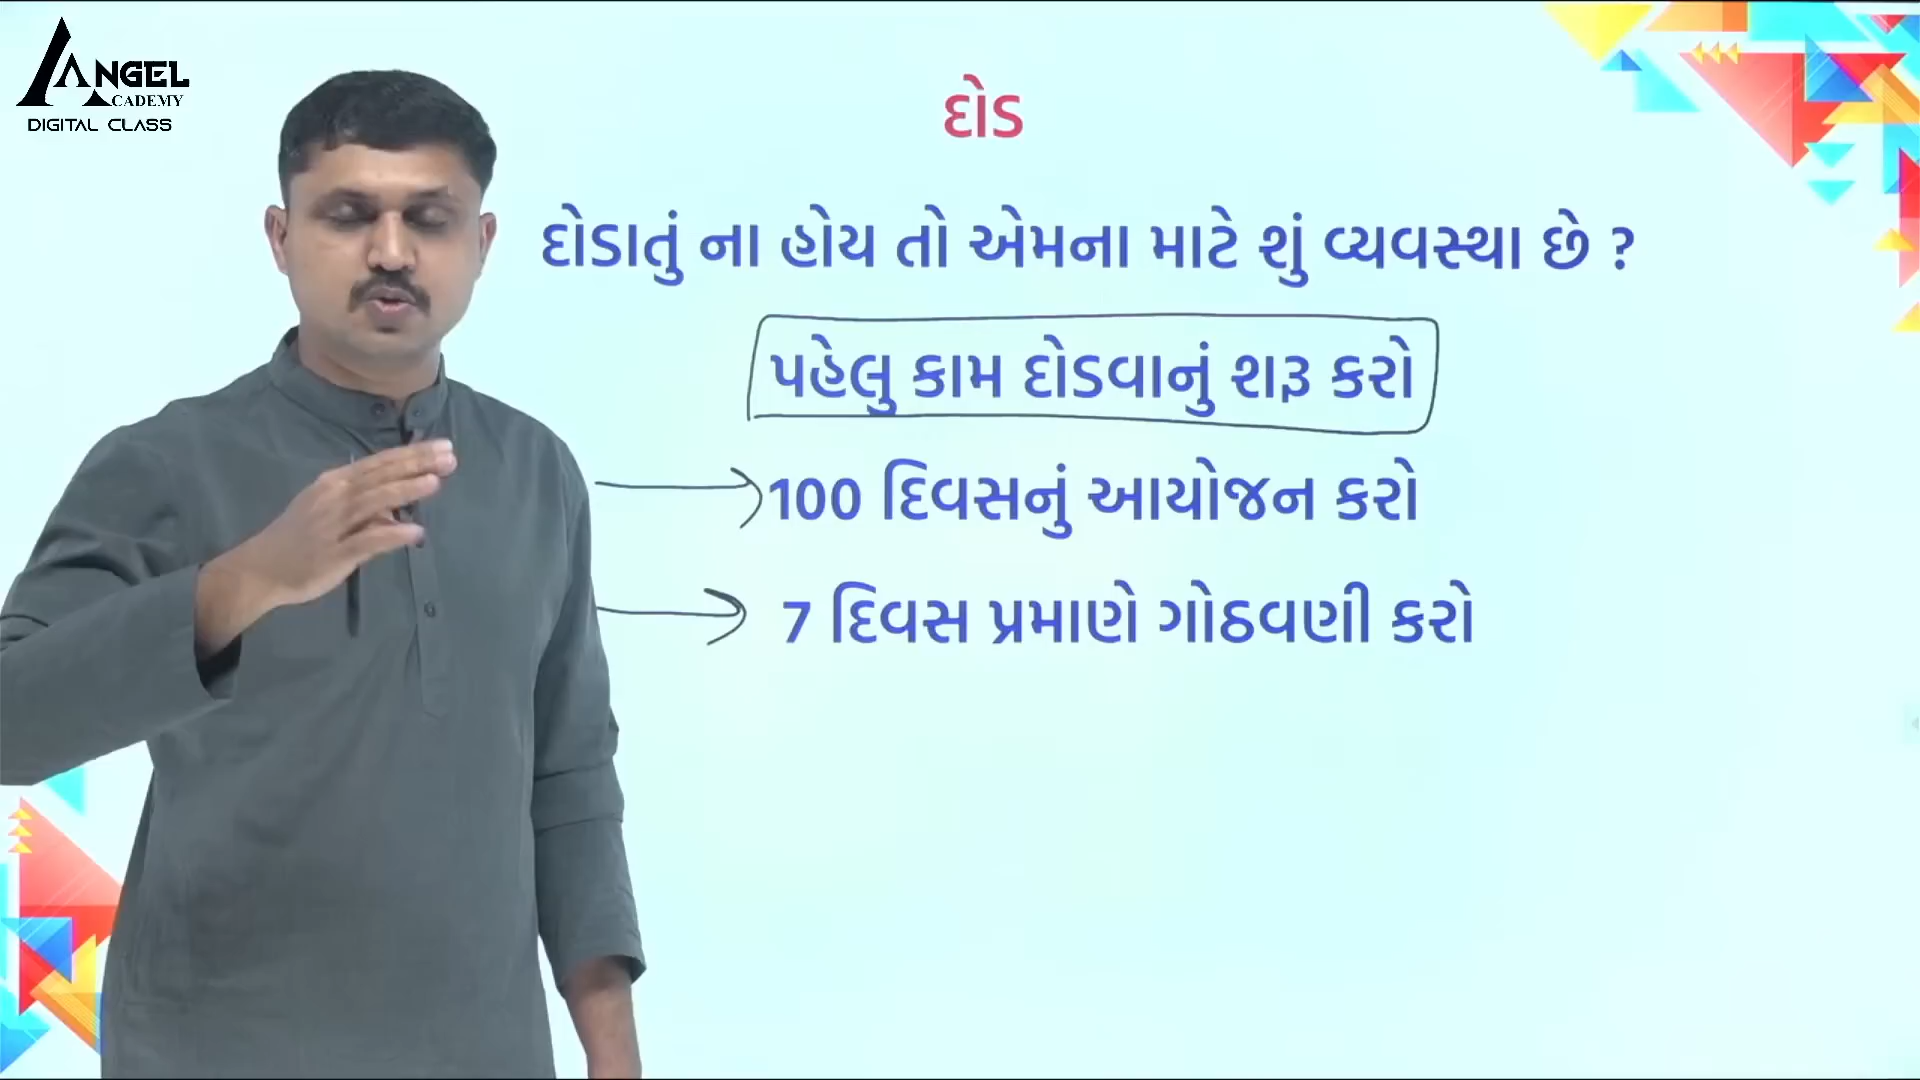 ANGEL
ACADEMY
DIGITAL CLASS
દોડ
દોડાતું ના હોય તો એમના માટે શું વ્યવસ્થા છે ?
પહેલુ કામ દોડવાનું શરૂ કરો
100 દિવસનું આયોજન કરો
7 દિવસ પ્રમાણે ગોઠવણી કરો